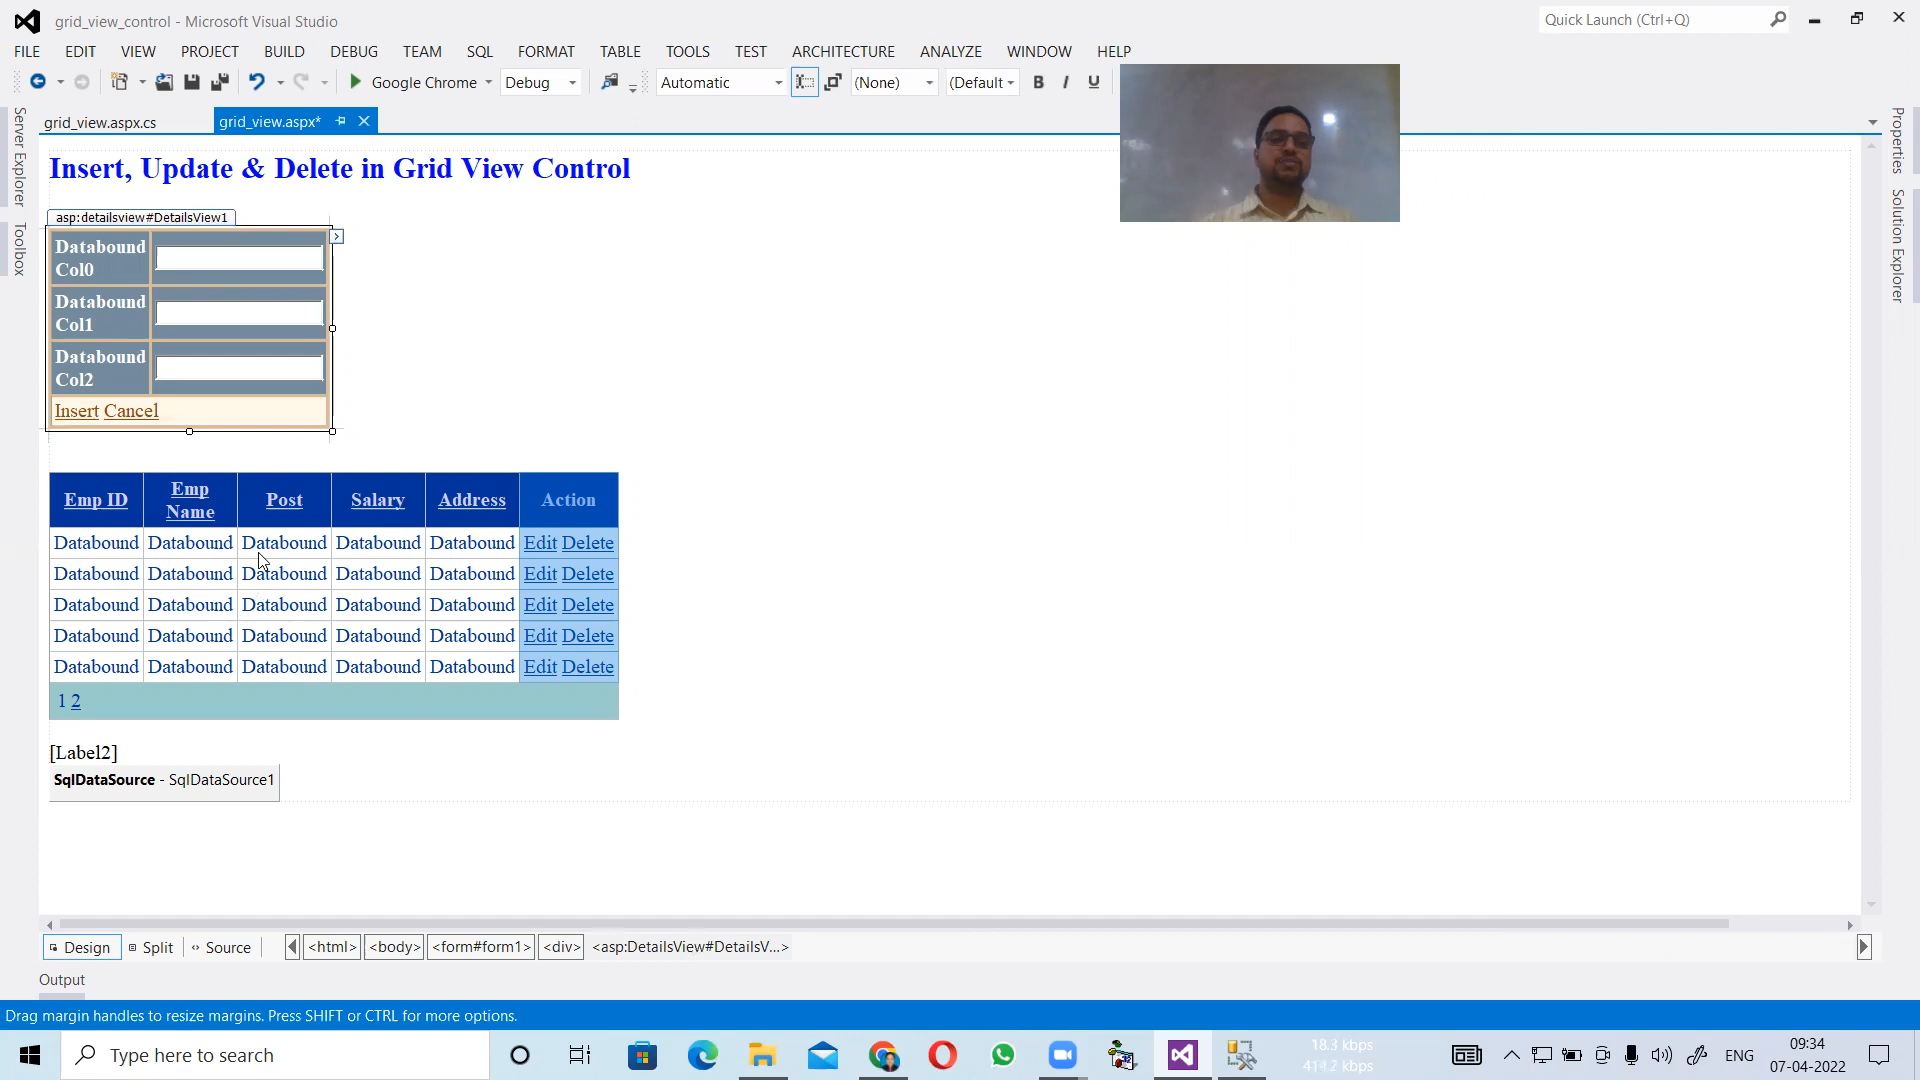 grid_view_control - Microsoft Visual Studio
Quick Launch (Ctrl+Q)
FILE EDIT VIEW PROJECT BUILD DEBUG TEAM SQL FORMAT TABLE TOOLS TEST ARCHITECTURE ANALYZE WINDOW HELP
Google Chrome Debug Automatic (None) (Default B I U
Server Explorer
Toolbox
grid_view.aspx.cs grid_view.aspx*
Properties
Solution Explorer
Insert, Update & Delete in Grid View Control
asp:detailsview#DetailsView1
Databound
Col0
Databound
Col1
Databound
Col2
Insert Cancel
Emp ID Emp Name Post Salary Address Action
Databound Databound Databound Databound Databound Edit Delete
Databound Databound Databound Databound Databound Edit Delete
Databound Databound Databound Databound Databound Edit Delete
Databound Databound Databound Databound Databound Edit Delete
Databound Databound Databound Databound Databound Edit Delete
1 2
[Label2]
SqlDataSource - SqlDataSource1
Design Split Source <html> <body> <form#form1> <div> <asp:DetailsView#DetailsV...>
Output
Drag margin handles to resize margins. Press SHIFT or CTRL for more options.
Type here to search
18.3 kbps
414.2 kbps
ENG
09:34
07-04-2022